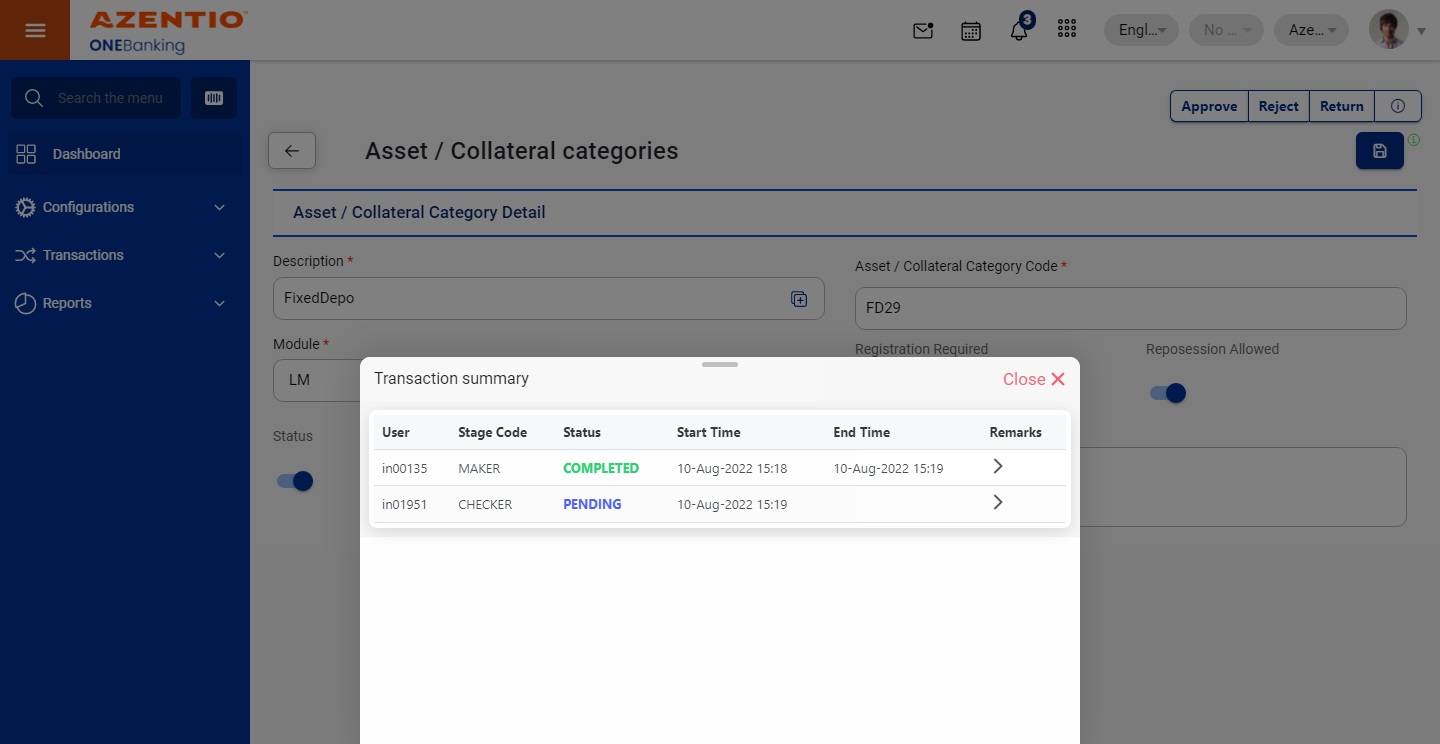 AZENTIO™
ONEBanking
3
Engl...
No ...
Aze...
Search the menu
Dashboard
Configurations
Transactions
Reports
Approve
Reject
Return
Asset / Collateral categories
Asset / Collateral Category Detail
Description *
FixedDepo
Asset / Collateral Category Code *
FD29
Module *
LM
Registration Required
Reposession Allowed
Status
Transaction summary
Close
User Stage Code Status Start Time End Time Remarks
in00135 MAKER COMPLETED 10-Aug-2022 15:18 10-Aug-2022 15:19
in01951 CHECKER PENDING 10-Aug-2022 15:19